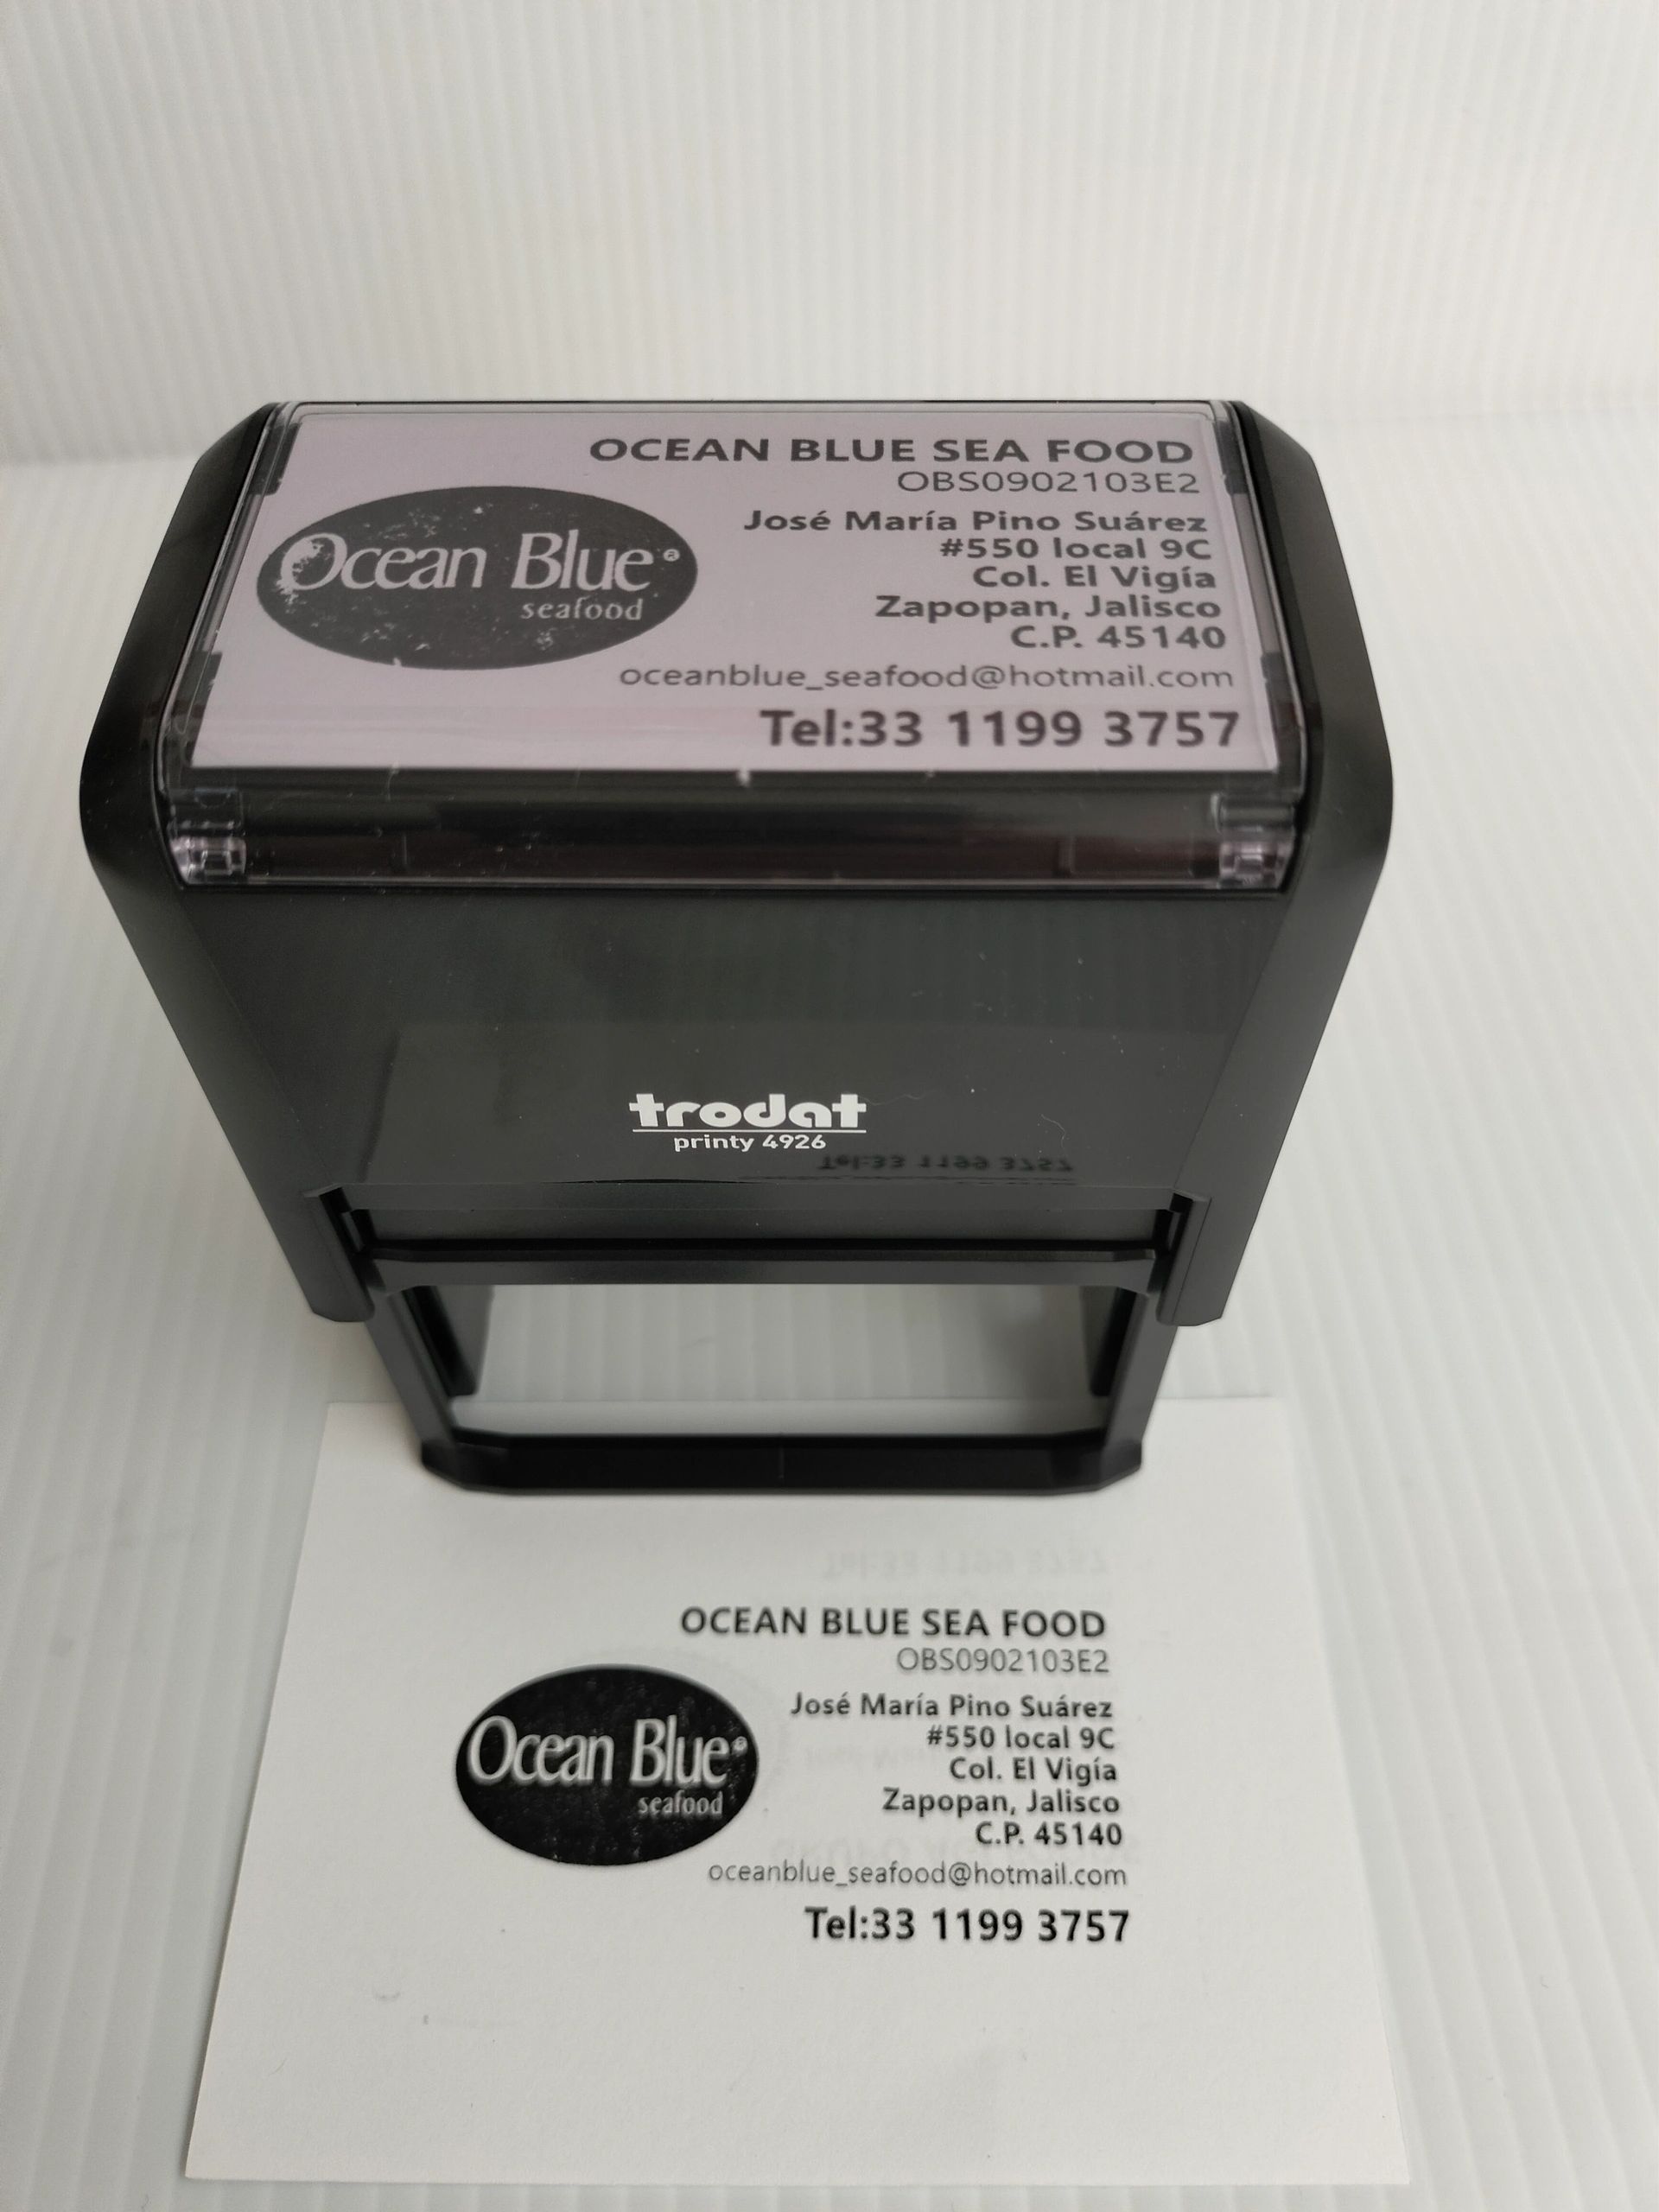 OCEAN BLUE SEA FOOD
OBS0902103E2
Ocean Blue®
seafood
José María Pino Suárez
#550 local 9C
Col. El Vigía
Zapopan, Jalisco
C.P. 45140
oceanblue_seafood@hotmail.com
Tel:33 1199 3757
trodat
printy 4926
OCEAN BLUE SEA FOOD
OBS0902103E2
Ocean Blue®
seafood
José María Pino Suárez
#550 local 9C
Col. El Vigía
Zapopan, Jalisco
C.P. 45140
oceanblue_seafood@hotmail.com
Tel:33 1199 3757